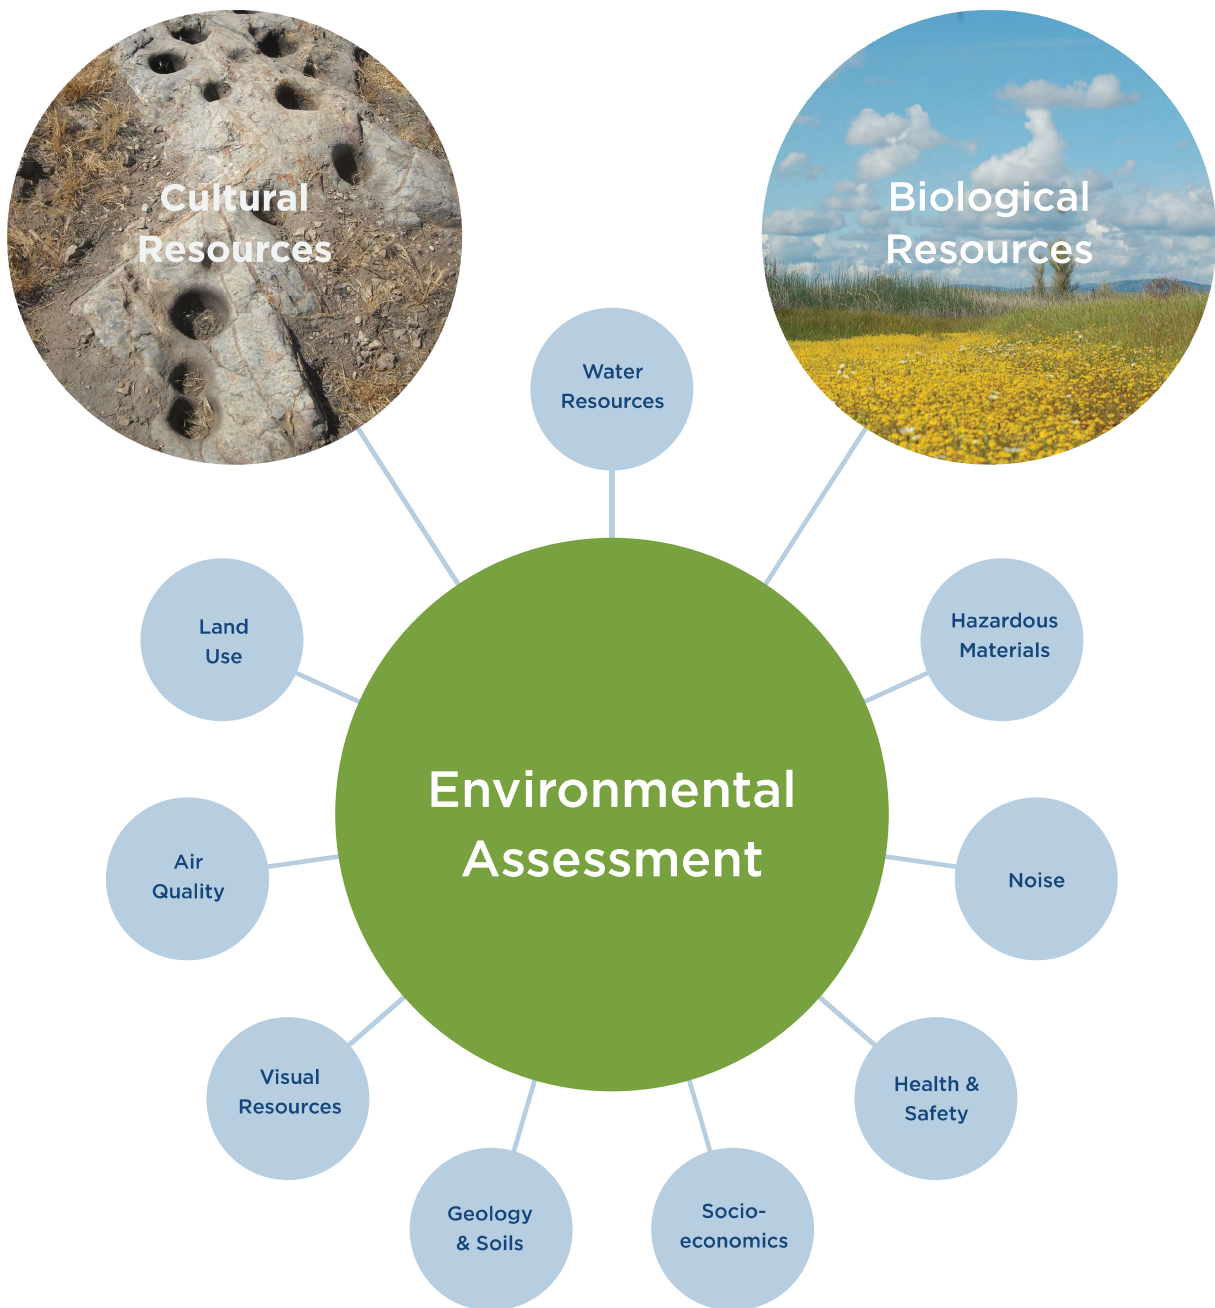 Cultural
Resources
Biological
Resources
Water
Resources
Land
Use
Hazardous
Materials
Environmental
Assessment
Air
Quality
Noise
Visual
Resources
Health &
Safety
Geology
& Soils
Socio-
economics